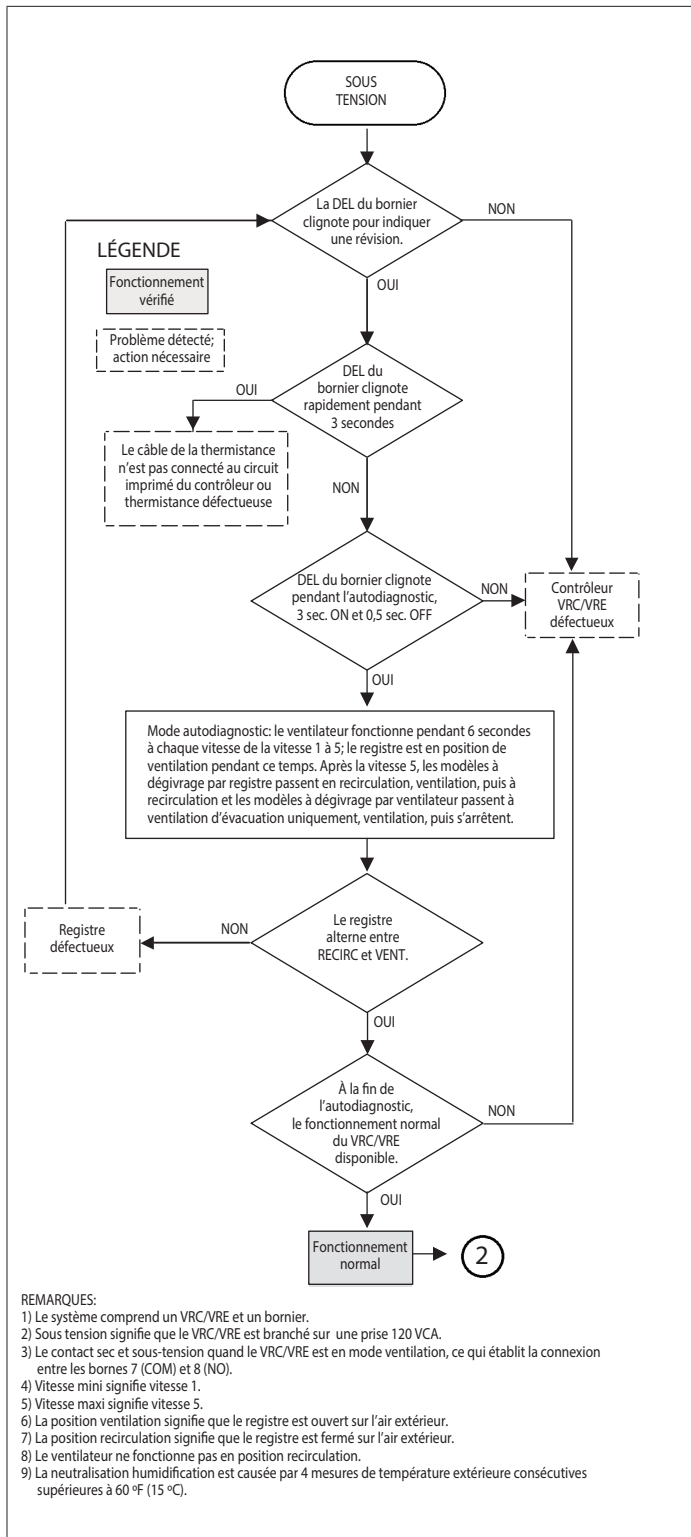 SOUS
TENSION
La DEL du bornier
clignote pour indiquer
une révision.
NON
OUI
LÉGENDE
Fonctionnement
vérifié
Problème détecté;
action nécessaire
DEL du
bornier clignote
rapidement pendant
3 secondes
OUI
NON
Le câble de la thermistance
n'est pas connecté au circuit
imprimé du contrôleur ou
thermistance défectueuse
DEL du bornier clignote
pendant l'autodiagnostic,
3 sec. ON et 0,5 sec. OFF
NON
OUI
Contrôleur
VRC/VRE
défectueux
Mode autodiagnostic: le ventilateur fonctionne pendant 6 secondes
à chaque vitesse de la vitesse 1 à 5; le registre est en position de
ventilation pendant ce temps. Après la vitesse 5, les modèles à
dégivrage par registre passent en recirculation, ventilation, puis à
recirculation et les modèles à dégivrage par ventilateur passent à
ventilation d'évacuation uniquement, ventilation, puis s'arrêtent.
Le registre
alterne entre
RECIRC et VENT.
NON
OUI
Registre
défectueux
À la fin de
l'autodiagnostic,
le fonctionnement normal
du VRC/VRE
disponible.
NON
OUI
Fonctionnement
normal
2
REMARQUES:
1) Le système comprend un VRC/VRE et un bornier.
2) Sous tension signifie que le VRC/VRE est branché sur une prise 120 VCA.
3) Le contact sec et sous-tension quand le VRC/VRE est en mode ventilation, ce qui établit la connexion
entre les bornes 7 (COM) et 8 (NO).
4) Vitesse mini signifie vitesse 1.
5) Vitesse maxi signifie vitesse 5.
6) La position ventilation signifie que le registre est ouvert sur l'air extérieur.
7) La position recirculation signifie que le registre est fermé sur l'air extérieur.
8) Le ventilateur ne fonctionne pas en position recirculation.
9) La neutralisation humidification est causée par 4 mesures de température extérieure consécutives
supérieures à 60 ºF (15 ºC).